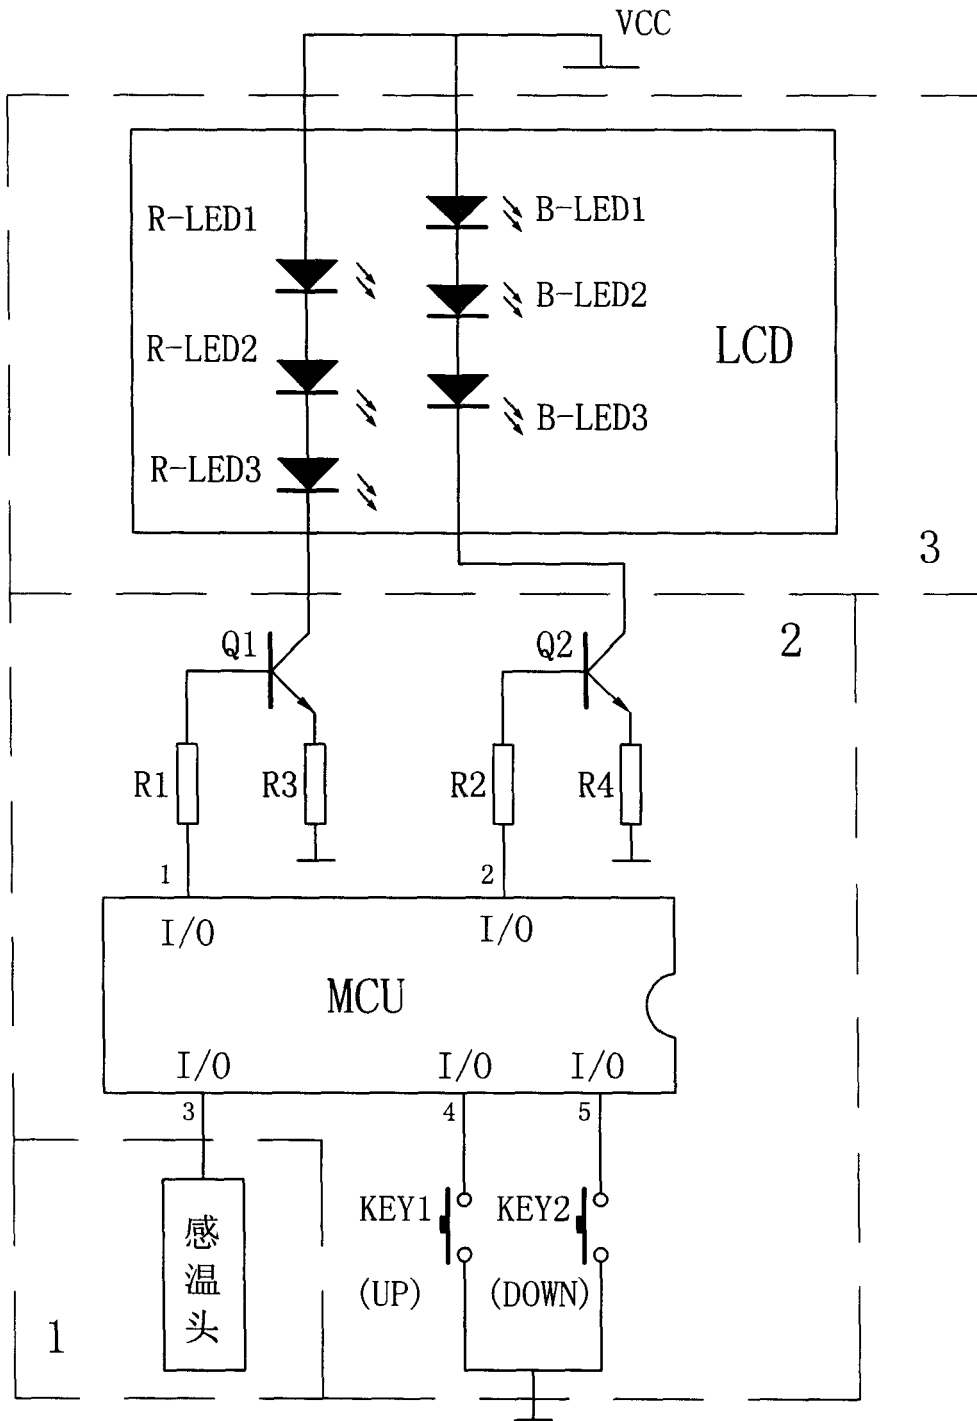 VCC
R-LED1
B-LED1
B-LED2
R-LED2
LCD
B-LED3
R-LED3
3
Q1
Q2
2
R1
R3
R2
R4
1
2
I/O
I/O
MCU
I/O
I/O
I/O
3
4
5
KEY1
KEY2
(UP)
(DOWN)
感温头
1